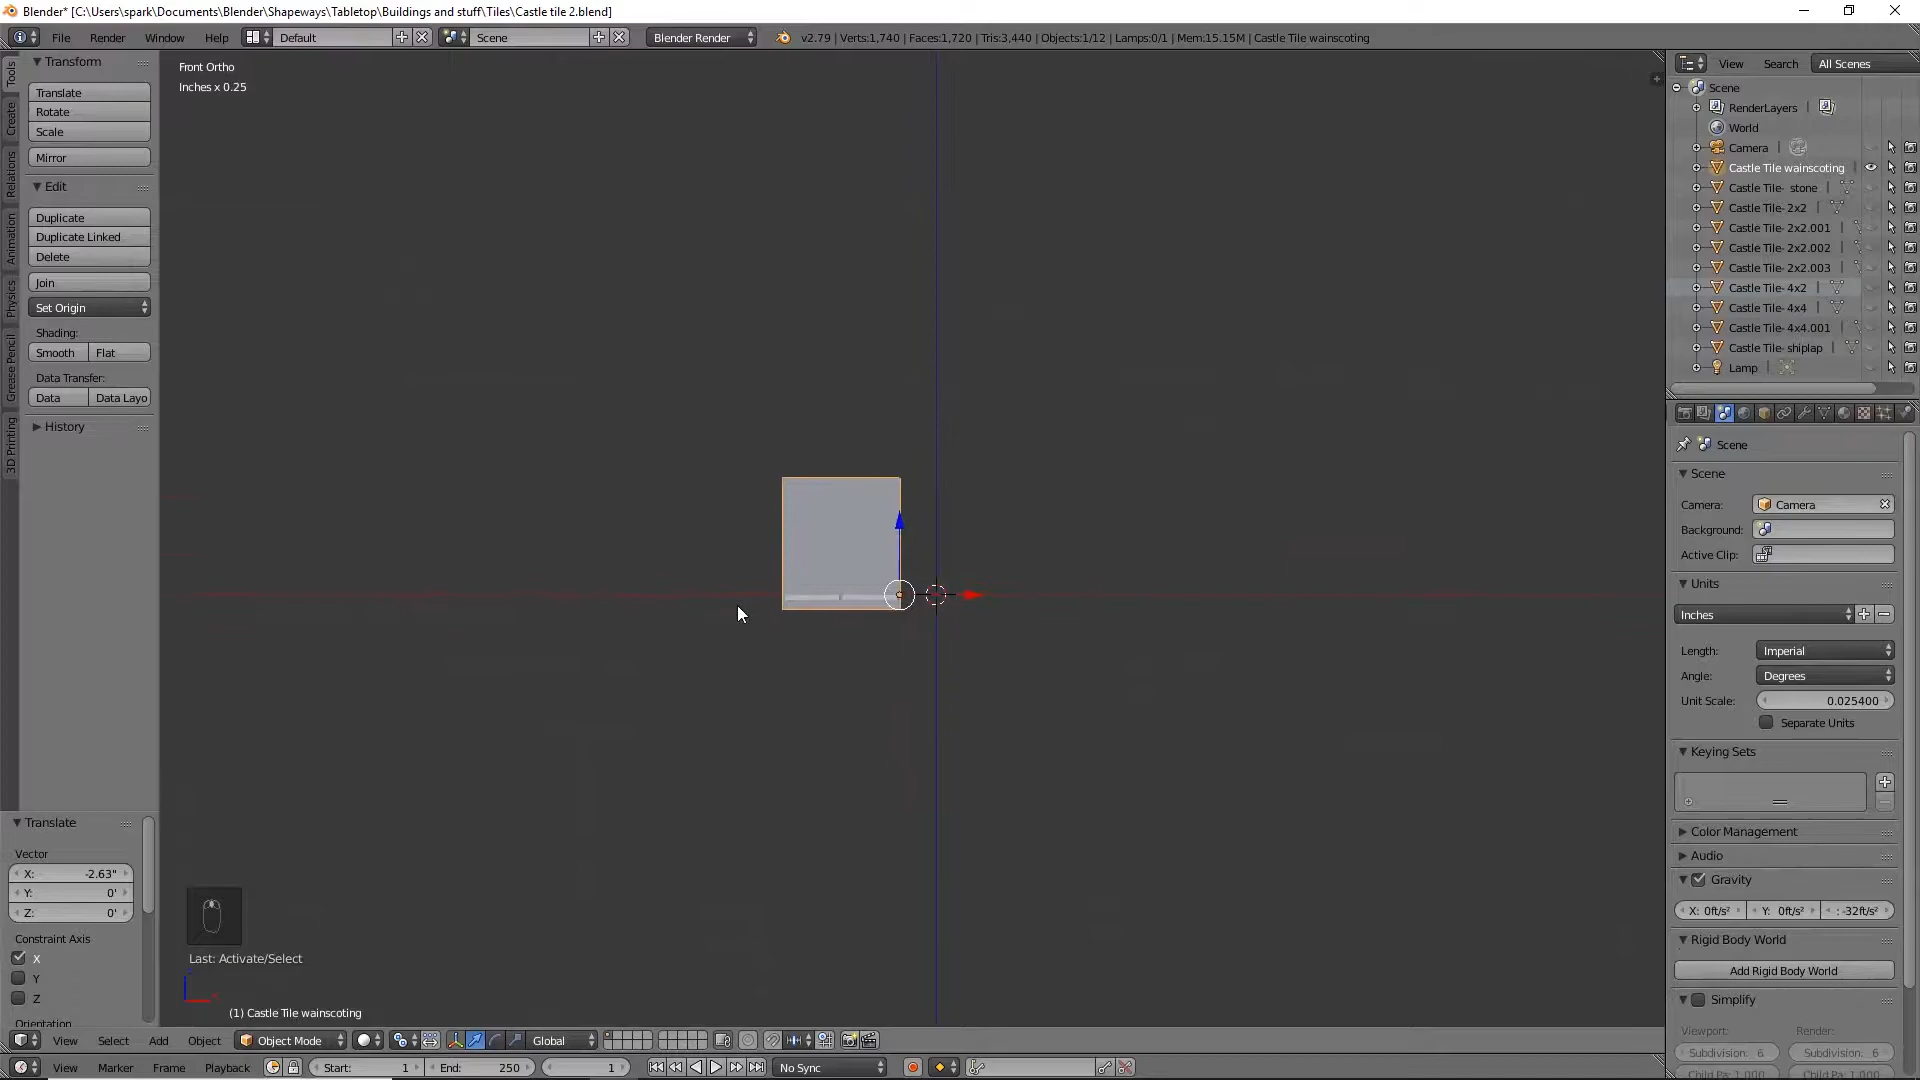 Blender* [C:\Users\spark\Documents\Blender\Shapeways\Tabletop\Buildings and stuff\Tiles\Castle tile 2.blend]
File Render Window Help Default Scene Blender Render v2.79 | Verts:1,740 | Faces:1,720 | Tris:3,440 | Objects:1/12 | Lamps:0/1 | Mem:15.15M | Castle Tile wainscoting
Tools
Create
Relations
Animation
Physics
Grease Pencil
3D Printing
Transform
Translate
Rotate
Scale
Mirror
Edit
Duplicate
Duplicate Linked
Delete
Join
Set Origin
Shading:
Smooth Flat
Data Transfer:
Data Data Layo
History
Translate
Vector
X: -2.63"
Y: 0'
Z: 0'
Constraint Axis
X
Y
Z
Orientation
Front Ortho
Inches x 0.25
Last: Activate/Select
(1) Castle Tile wainscoting
View Search All Scenes
Scene
RenderLayers
World
Camera
Castle Tile wainscoting
Castle Tile- stone
Castle Tile- 2x2
Castle Tile- 2x2.001
Castle Tile- 2x2.002
Castle Tile- 2x2.003
Castle Tile- 4x2
Castle Tile- 4x4
Castle Tile- 4x4.001
Castle Tile- shiplap
Lamp
Scene
Scene
Camera: Camera
Background:
Active Clip:
Units
Inches
Length: Imperial
Angle: Degrees
Unit Scale: 0.025400
Separate Units
Keying Sets
Color Management
Audio
Gravity
X: 0ft/s² Y: 0ft/s² : -32ft/s²
Rigid Body World
Add Rigid Body World
Simplify
Viewport: Render:
Subdivision: 6 Subdivision: 6
Child Pa: 1.000 Child Pa: 1.000
View Select Add Object Object Mode Global
View Marker Frame Playback Start: 1 End: 250 1 No Sync